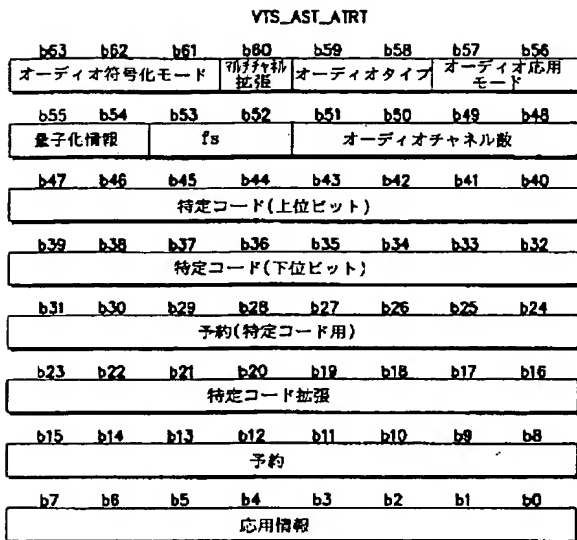 VTS_AST_ATRT
b63 b62 b61 b60 b59 b58 b57 b56
オーディオ符号化モード マルチチャネル拡張 オーディオタイプ オーディオ応用モード
b55 b54 b53 b52 b51 b50 b49 b48
量子化情報 fs オーディオチャネル数
b47 b46 b45 b44 b43 b42 b41 b40
特定コード(上位ビット)
b39 b38 b37 b36 b35 b34 b33 b32
特定コード(下位ビット)
b31 b30 b29 b28 b27 b26 b25 b24
予約(特定コード用)
b23 b22 b21 b20 b19 b18 b17 b16
特定コード拡張
b15 b14 b13 b12 b11 b10 b9 b8
予約
b7 b6 b5 b4 b3 b2 b1 b0
応用情報